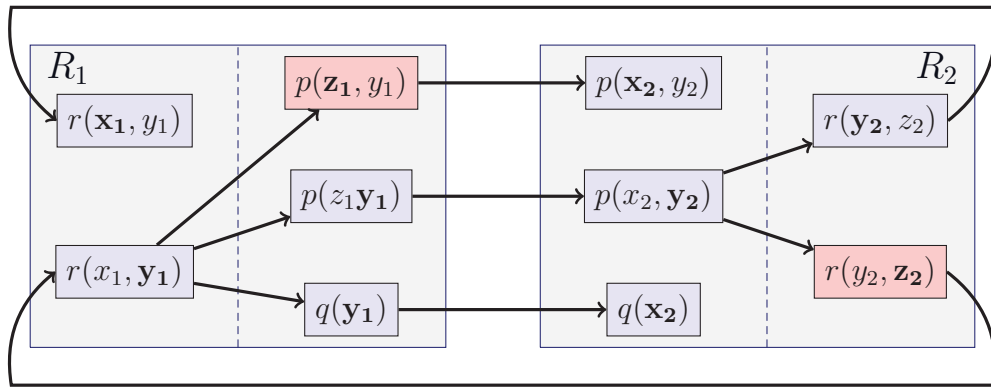 R₁
r(𝐱₁, y₁)
r(x₁, 𝐲₁)
p(𝐳₁, y₁)
p(z₁𝐲₁)
q(𝐲₁)
p(𝐱₂, y₂)
p(x₂, 𝐲₂)
q(𝐱₂)
R₂
r(𝐲₂, z₂)
r(y₂, 𝐳₂)